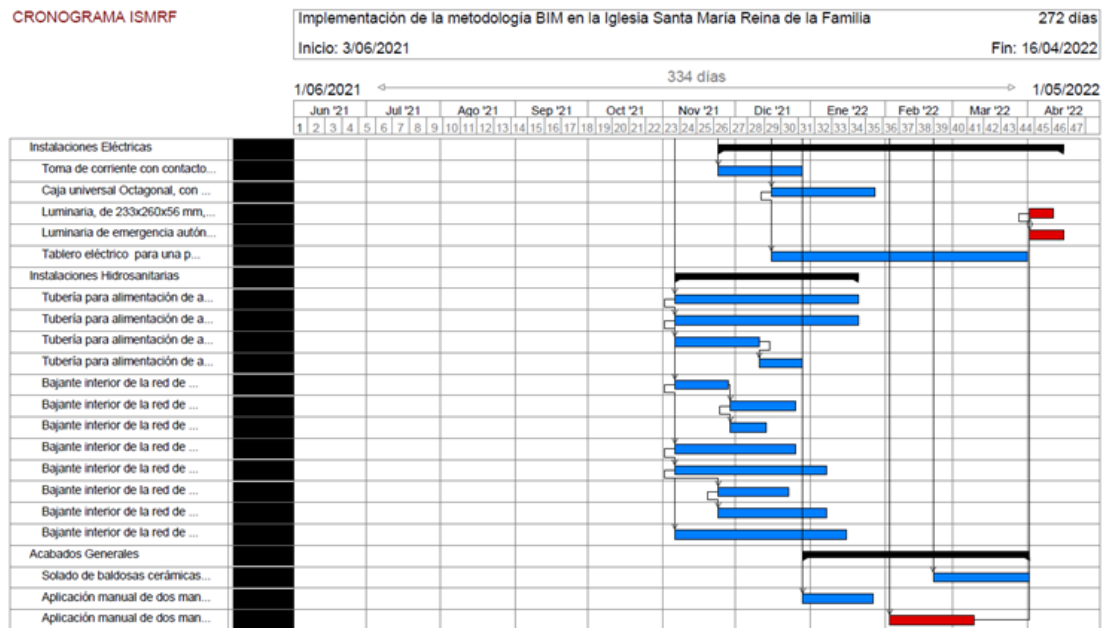 CRONOGRAMA ISMRF
Implementación de la metodología BIM en la Iglesia Santa María Reina de la Familia 272 días
Inicio: 3/06/2021 Fin: 16/04/2022
334 días
1/06/2021 1/05/2022
Jun '21 Jul '21 Ago '21 Sep '21 Oct '21 Nov '21 Dic '21 Ene '22 Feb '22 Mar '22 Abr '22
1 2 3 4 5 6 7 8 9 10 11 12 13 14 15 16 17 18 19 20 21 22 23 24 25 26 27 28 29 30 31 32 33 34 35 36 37 38 39 40 41 42 43 44 45 46 47
Instalaciones Eléctricas
Toma de corriente con contacto...
Caja universal Octagonal, con ...
Luminaria, de 233x260x56 mm,...
Luminaria de emergencia autón...
Tablero eléctrico para una p...
Instalaciones Hidrosanitarias
Tubería para alimentación de a...
Tubería para alimentación de a...
Tubería para alimentación de a...
Tubería para alimentación de a...
Bajante interior de la red de ...
Bajante interior de la red de ...
Bajante interior de la red de ...
Bajante interior de la red de ...
Bajante interior de la red de ...
Bajante interior de la red de ...
Bajante interior de la red de ...
Bajante interior de la red de ...
Acabados Generales
Solado de baldosas cerámicas...
Aplicación manual de dos man...
Aplicación manual de dos man...